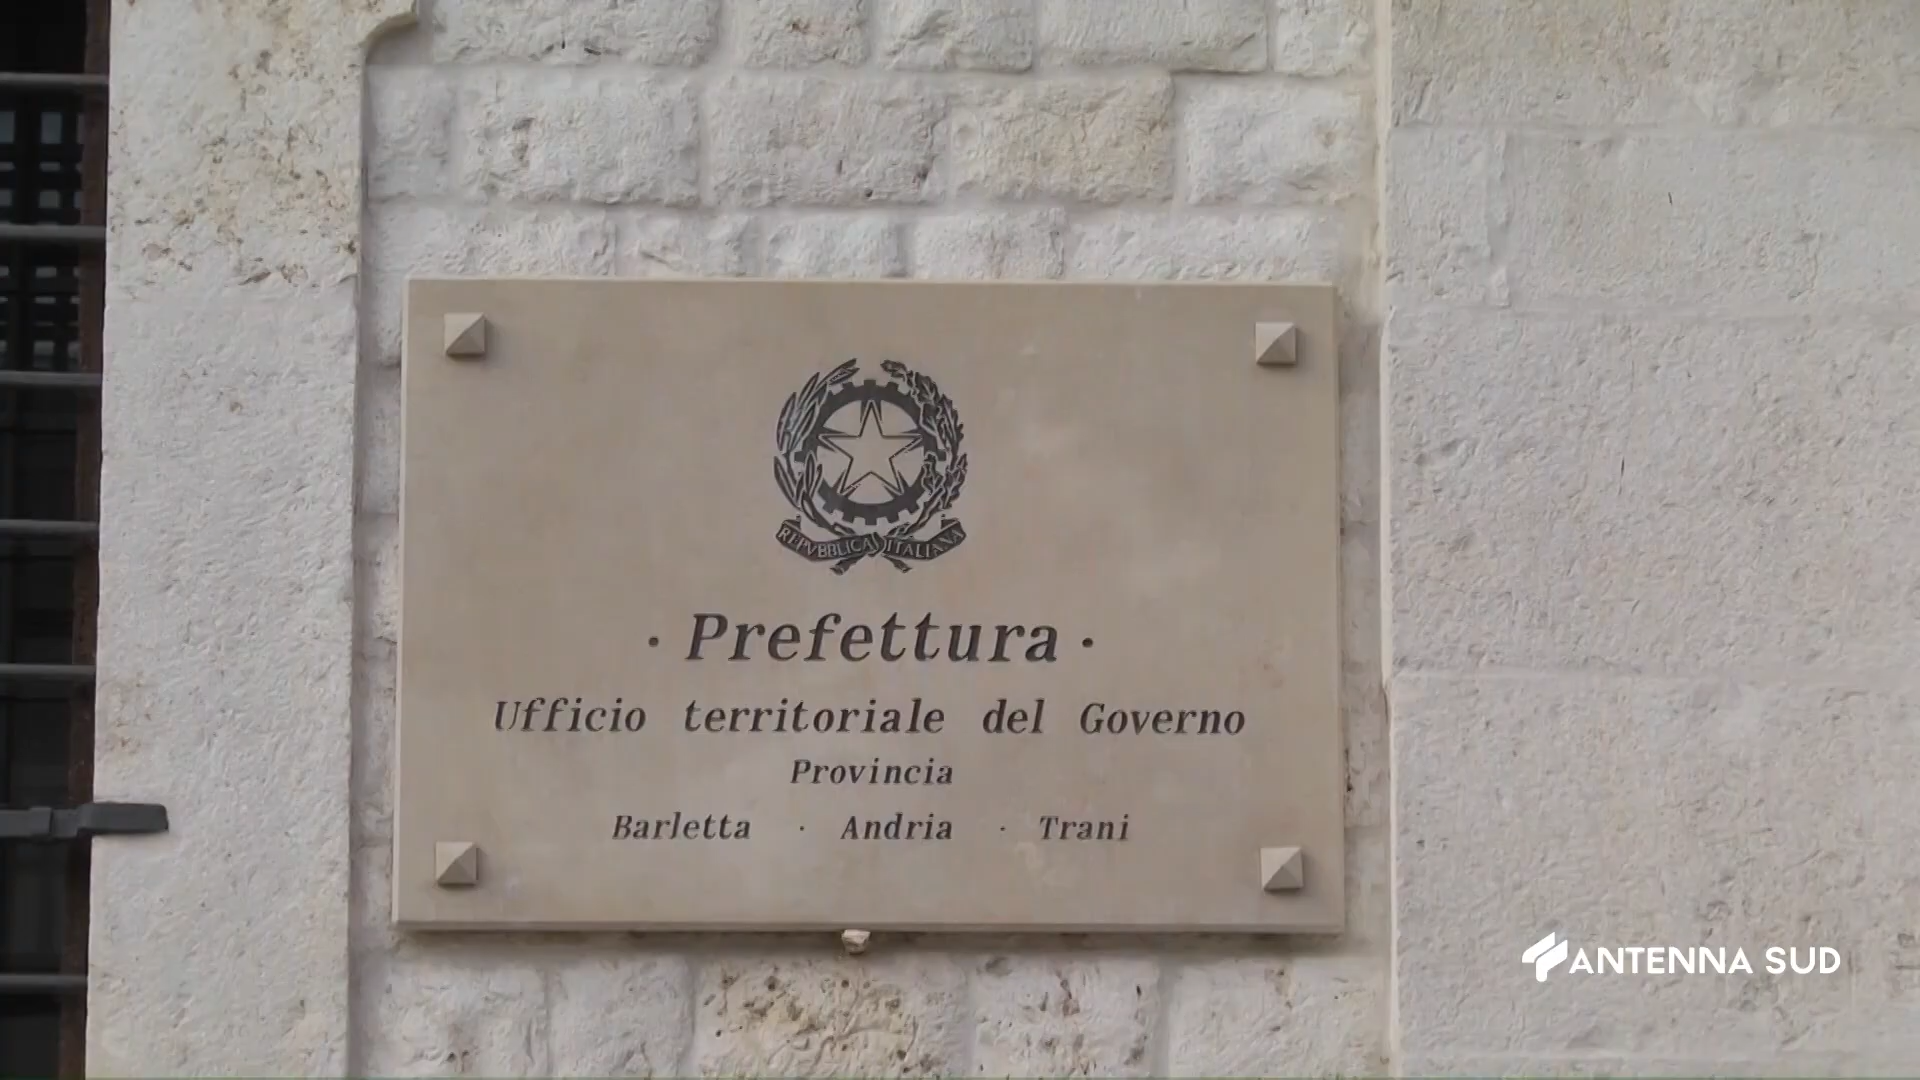 REPVBBLICA ITALIANA
· Prefettura ·
Ufficio territoriale del Governo
Provincia
Barletta · Andria · Trani
ANTENNA SUD